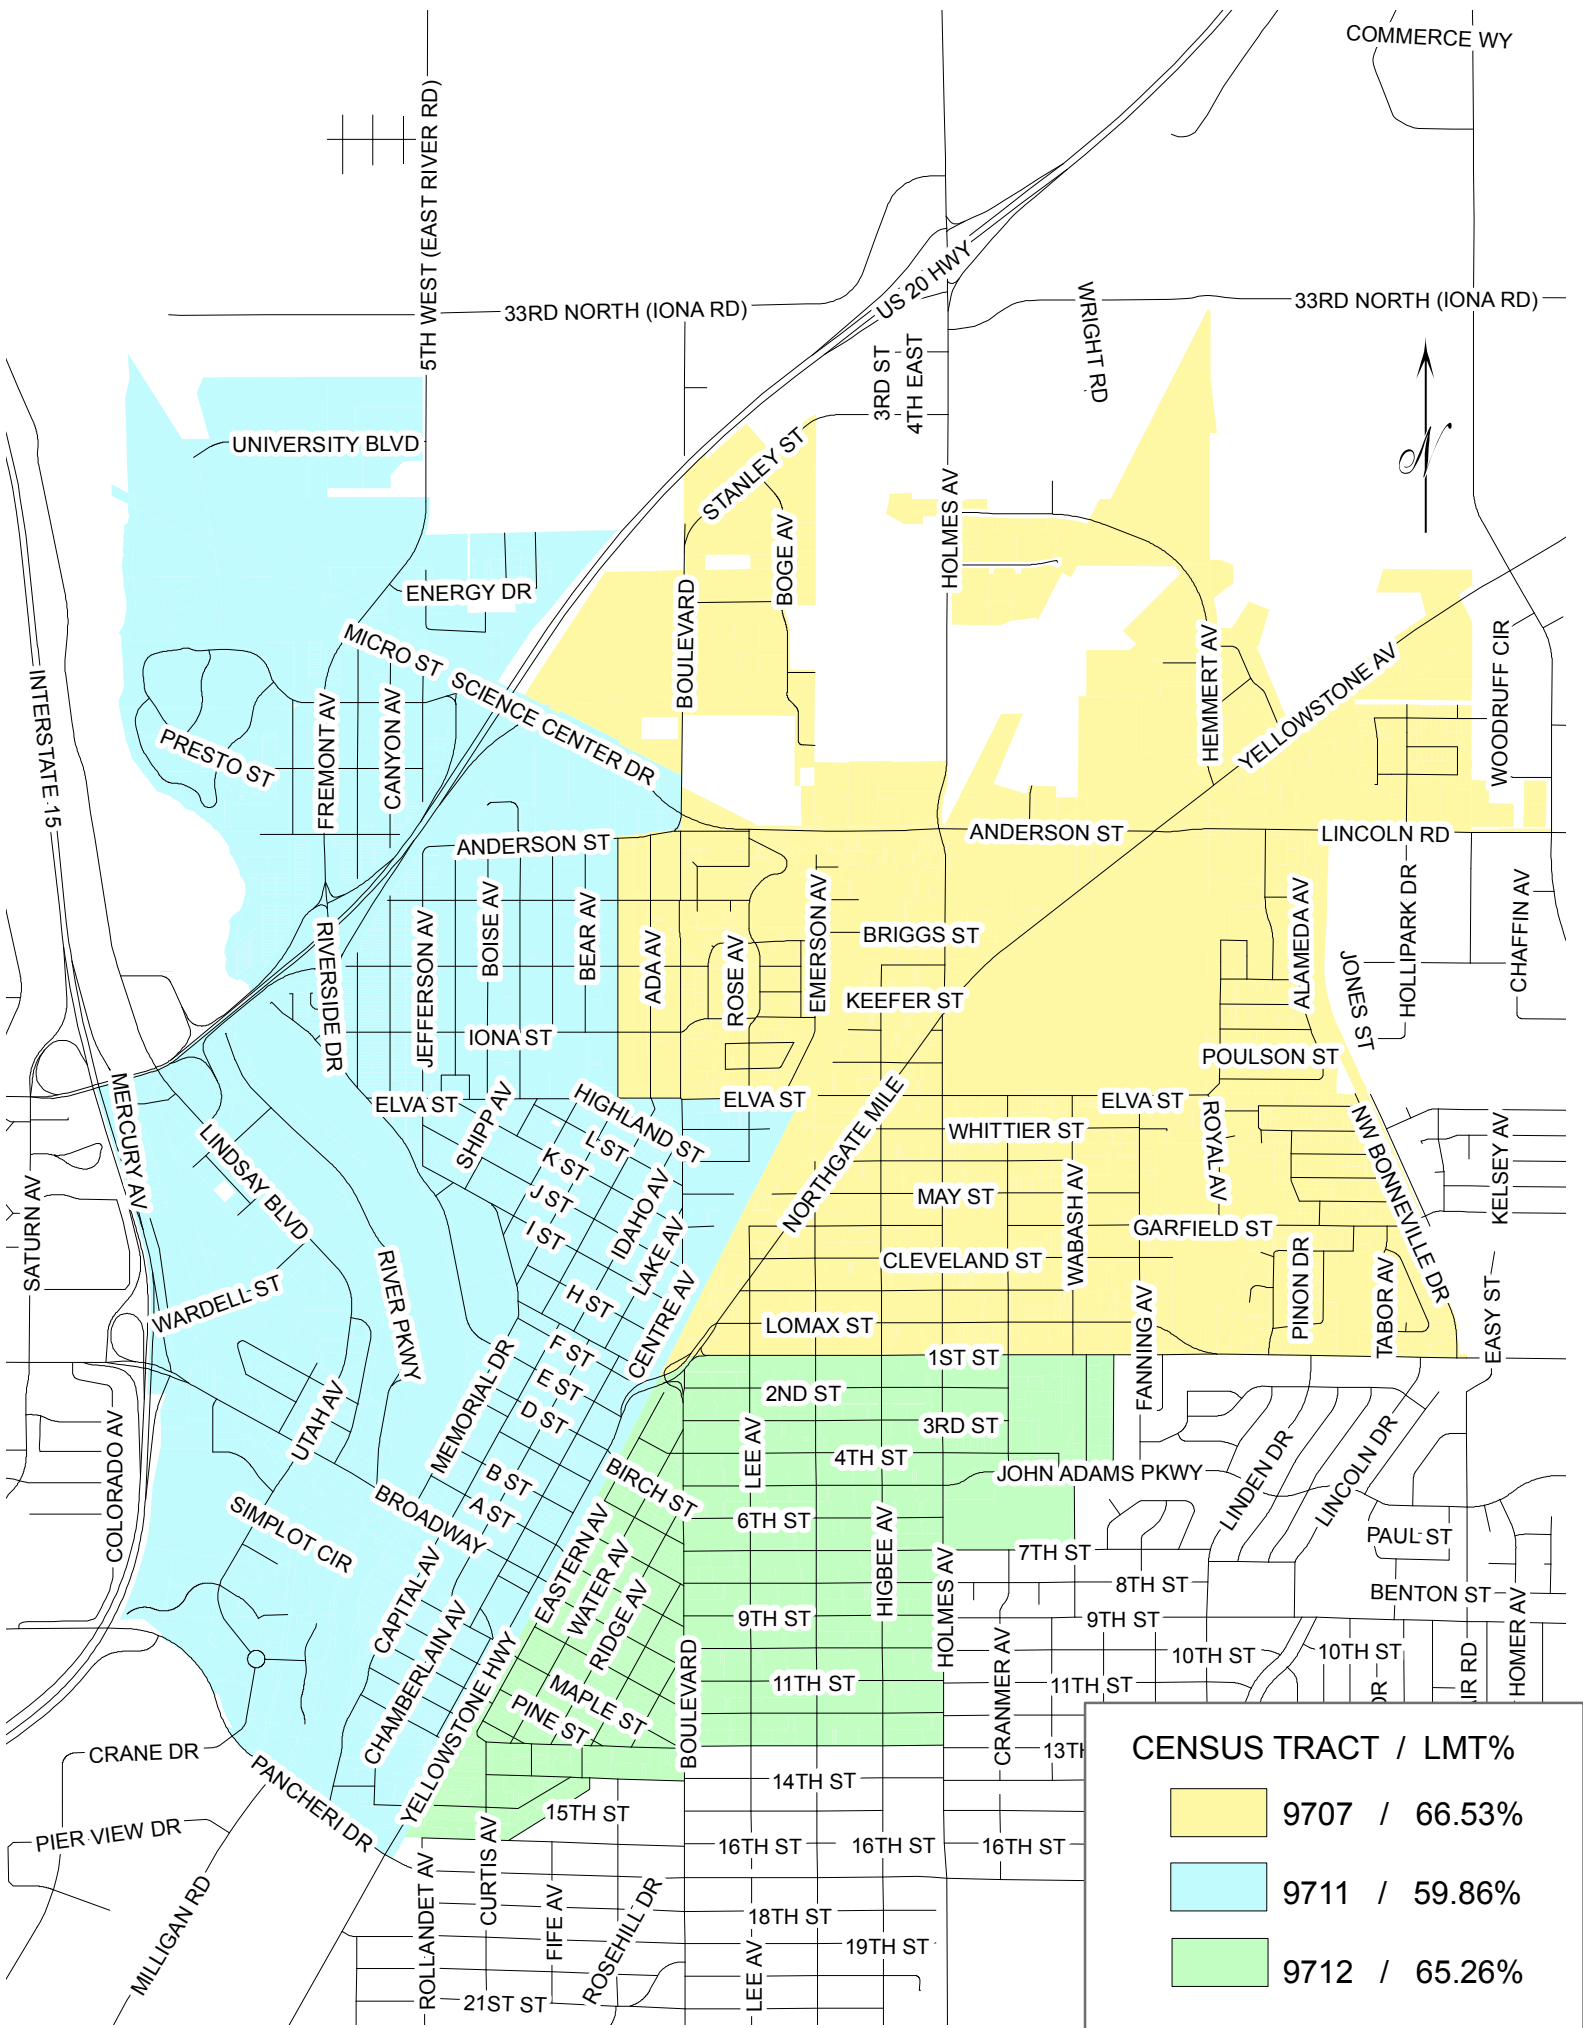 COMMERCE WY
5TH WEST (EAST RIVER RD)
US 20 HWY
33RD NORTH (IONA RD)
33RD NORTH (IONA RD)
WRIGHT RD
3RD ST
4TH EAST
N
UNIVERSITY BLVD
STANLEY ST
BOGE AV
HOLMES AV
ENERGY DR
BOULEVARD
MICRO ST
SCIENCE CENTER DR
HEMMERT AV
YELLOWSTONE AV
WOODRUFF CIR
INTERSTATE 15
PRESTO ST
FREMONT AV
CANYON AV
ANDERSON ST
ANDERSON ST
LINCOLN RD
HOLLIPARK DR
CHAFFIN AV
RIVERSIDE DR
JEFFERSON AV
BOISE AV
BEAR AV
ADA AV
ROSE AV
EMERSON AV
BRIGGS ST
KEEFER ST
ALAMEDA AV
JONES ST
IONA ST
POULSON ST
MERCURY AV
ELVA ST
SHIPP AV
HIGHLAND ST
ELVA ST
NORTHGATE MILE
ELVA ST
ROYAL AV
NW BONNEVILLE DR
KELSEY AV
LINDSAY BLVD
L ST
K ST
J ST
I ST
IDAHO AV
WHITTIER ST
MAY ST
WABASH AV
GARFIELD ST
SATURN AV
RIVER PKWY
LAKE AV
CLEVELAND ST
PINON DR
TABOR AV
EASY ST
WARDELL ST
H ST
CENTRE AV
LOMAX ST
FANNING AV
F ST
E ST
D ST
MEMORIAL DR
1ST ST
2ND ST
3RD ST
COLORADO AV
UTAH AV
LEE AV
4TH ST
JOHN ADAMS PKWY
LINDEN DR
LINCOLN DR
BIRCH ST
B ST
A ST
BROADWAY
SIMPLOT CIR
6TH ST
HIGBEE AV
PAUL ST
7TH ST
8TH ST
BENTON ST
EASTERN AV
WATER AV
RIDGE AV
CAPITAL AV
CHAMBERLAIN AV
YELLOWSTONE HWY
9TH ST
HOLMES AV
CRANMER AV
9TH ST
10TH ST
10TH ST
HOMER AV
11TH ST
11TH ST
MAPLE ST
PINE ST
BOULEVARD
CRANE DR
PANCHERI DR
14TH ST
15TH ST
PIER VIEW DR
MILLIGAN RD
ROLLANDET AV
CURTIS AV
FIFE AV
ROSEHILL DR
16TH ST
16TH ST
16TH ST
18TH ST
19TH ST
LEE AV
21ST ST
CENSUS TRACT / LMT%
9707 / 66.53%
9711 / 59.86%
9712 / 65.26%